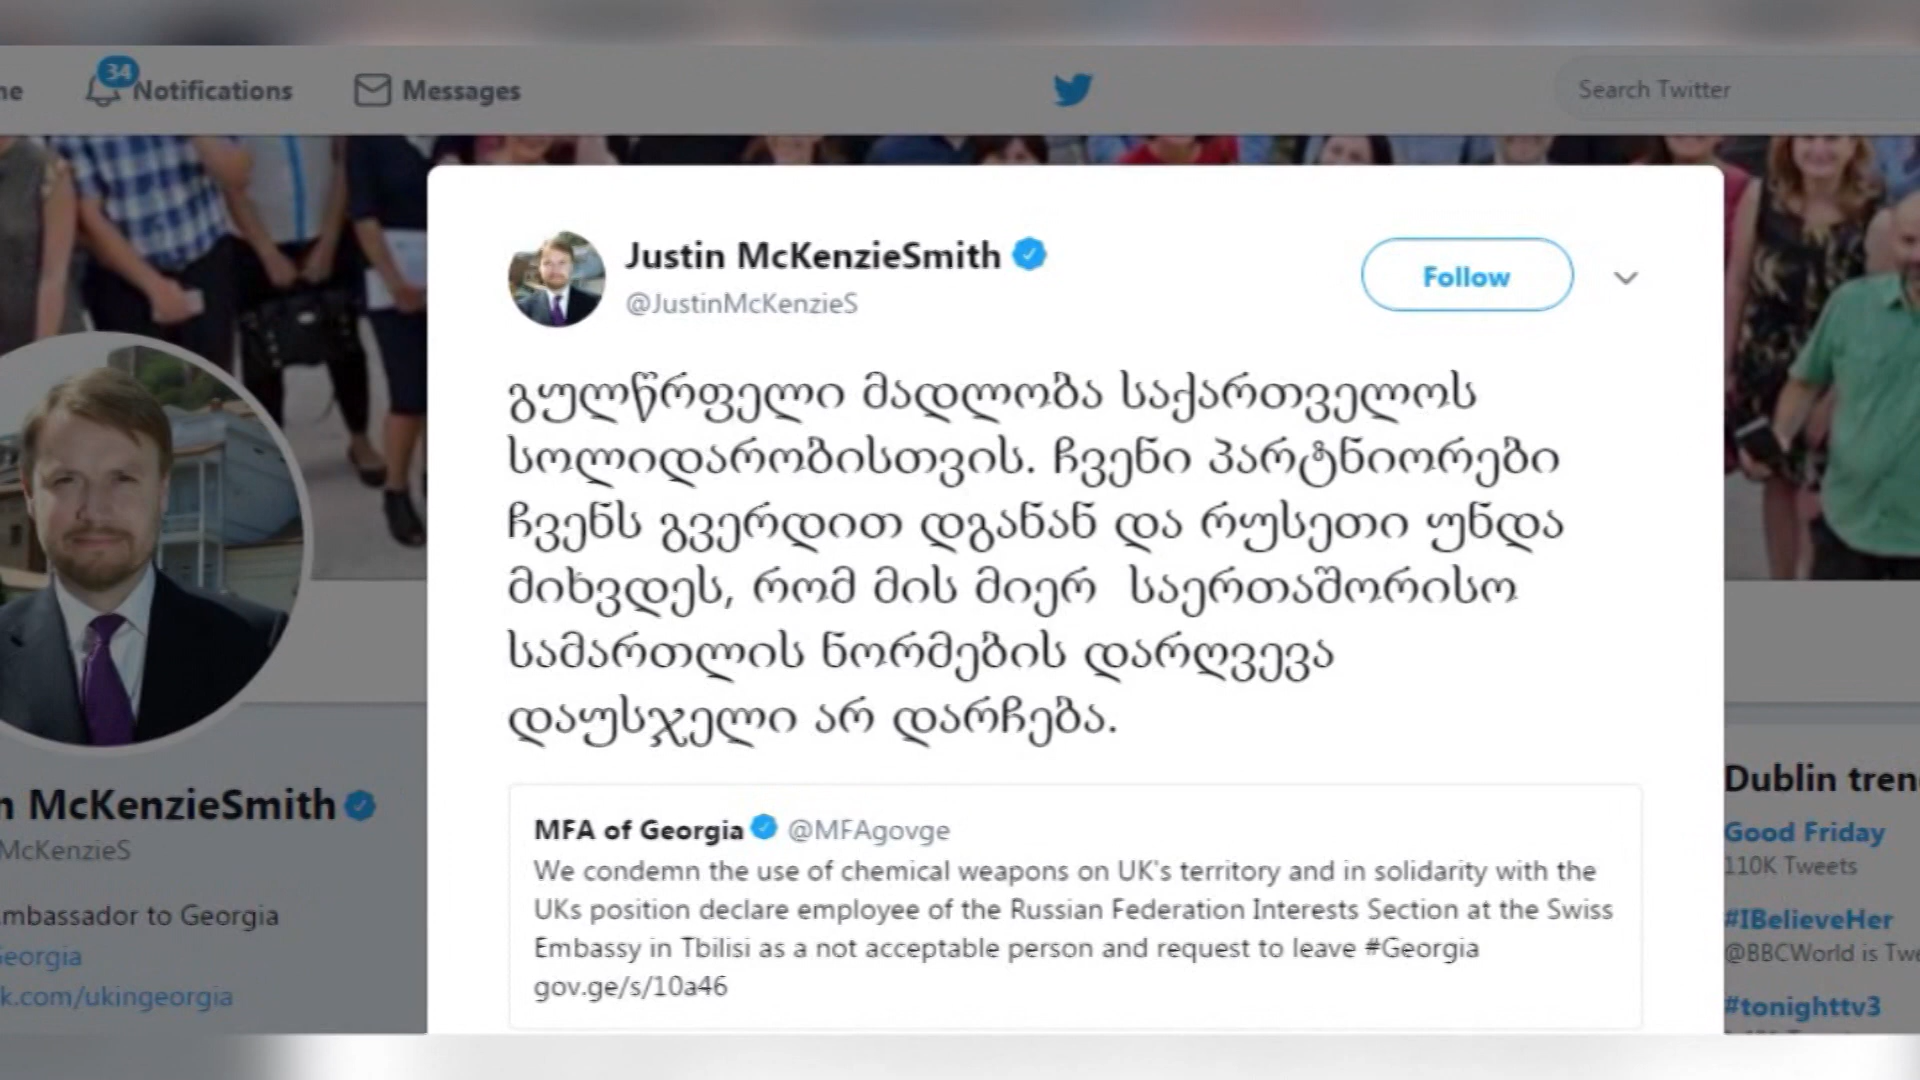 34
Notifications
Messages
Search Twitter
Justin McKenzieSmith
@JustinMcKenzieS
Follow
გულწრფელი მადლობა საქართველოს
სოლიდარობისთვის. ჩვენი პარტნიორები
ჩვენს გვერდით დგანან და რუსეთი უნდა
მიხვდეს, რომ მის მიერ საერთაშორისო
სამართლის ნორმების დარღვევა
დაუსჯელი არ დარჩება.
MFA of Georgia @MFAgovge
We condemn the use of chemical weapons on UK's territory and in solidarity with the
UKs position declare employee of the Russian Federation Interests Section at the Swiss
Embassy in Tbilisi as a not acceptable person and request to leave #Georgia
gov.ge/s/10a46
McKenzieSmith
McKenzieS
mbassador to Georgia
eorgia
k.com/ukingeorgia
Dublin tren
Good Friday
110K Tweets
#IBelieveHer
@BBCWorld is Twe
#tonighttv3